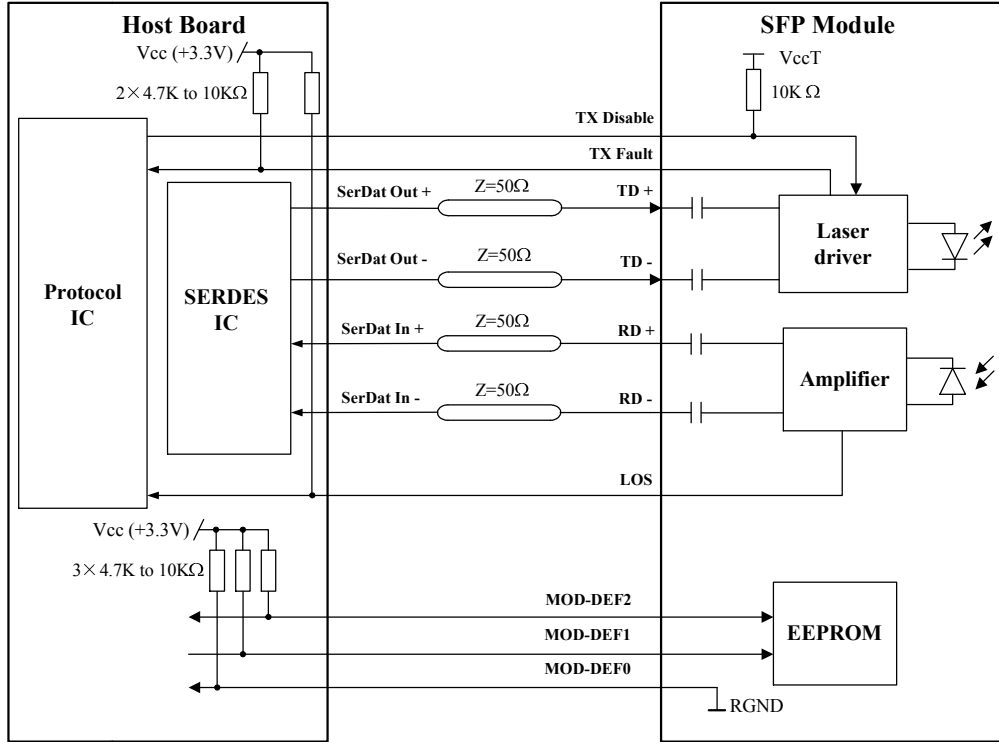 Host Board
SFP Module
Vcc (+3.3V)
VccT
2×4.7K to 10KΩ
10K Ω
TX Disable
TX Fault
SerDat Out +
Z=50Ω
TD +
Laser
driver
SerDat Out -
Z=50Ω
TD -
Protocol
IC
SERDES
IC
SerDat In +
Z=50Ω
RD +
Amplifier
SerDat In -
Z=50Ω
RD -
LOS
Vcc (+3.3V)
3×4.7K to 10KΩ
MOD-DEF2
EEPROM
MOD-DEF1
MOD-DEF0
RGND